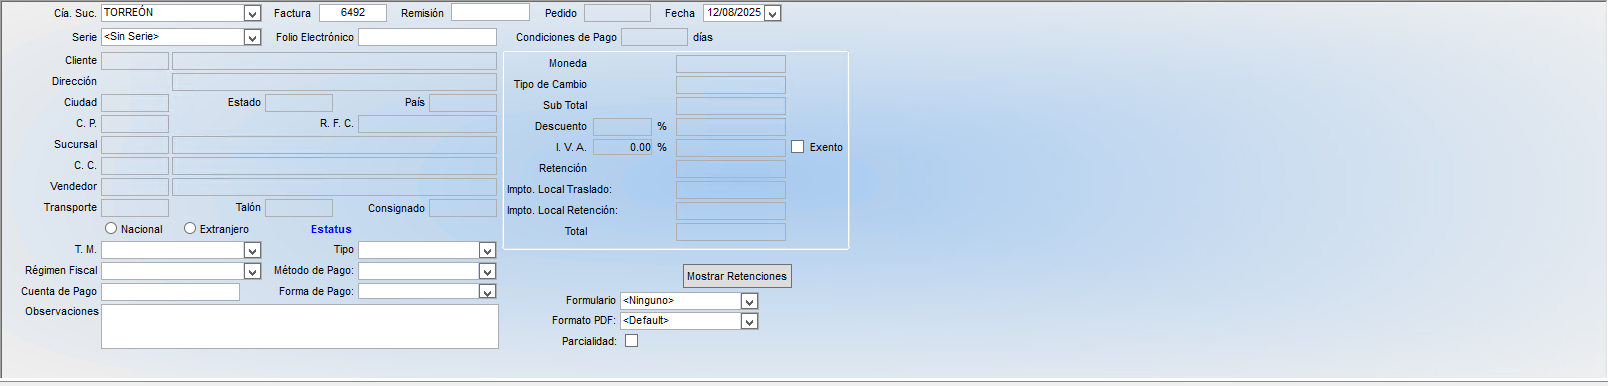 Cía. Suc. TORREÓN Factura 6492 Remisión Pedido Fecha 12/08/2025
Serie <Sin Serie> Folio Electrónico Condiciones de Pago días
Cliente Moneda
Dirección Tipo de Cambio
Ciudad Estado País Sub Total
C. P. R. F. C. Descuento %
Sucursal I. V. A. 0.00 % Exento
C. C. Retención
Vendedor Impto. Local Traslado:
Transporte Talón Consignado Impto. Local Retención:
Nacional Extranjero Estatus Total
T. M. Tipo
Régimen Fiscal Método de Pago: Mostrar Retenciones
Cuenta de Pago Forma de Pago: Formulario <Ninguno>
Observaciones Formato PDF: <Default>
Parcialidad: